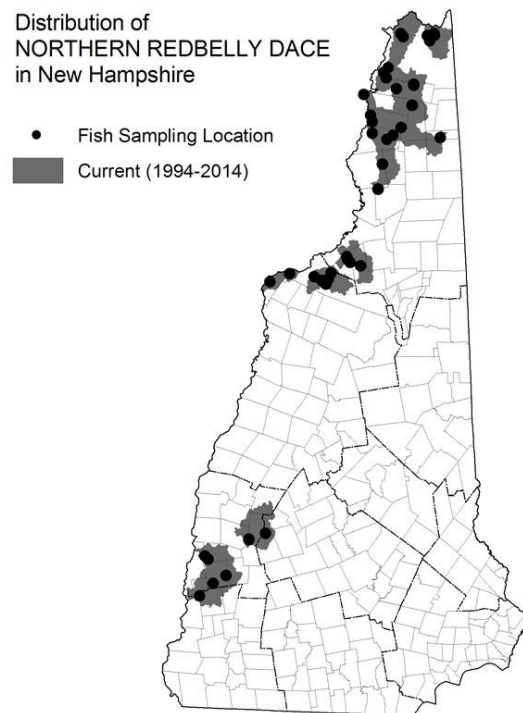 Distribution of
NORTHERN REDBELLY DACE
in New Hampshire
Fish Sampling Location
Current (1994-2014)